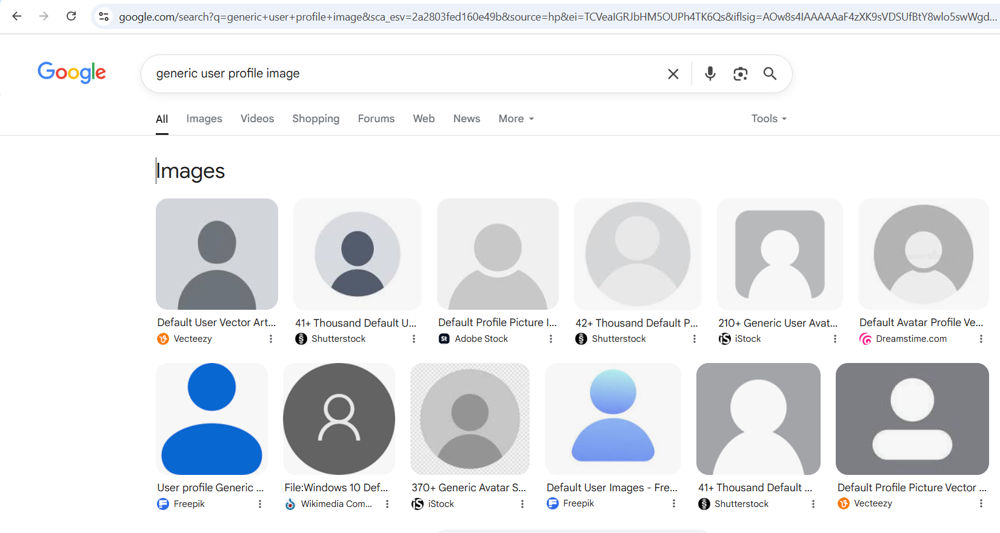 google.com/search?q=generic+user+profile+image&sca_esv=2a2803fed160e49b&source=hp&ei=TCVeaIGRJbHM5OUPh4TK6Qs&iflsig=AOw8s4IAAAAAaF4zXK9sVDSUfBtY8wlo5swWgd...
Google
generic user profile image
All Images Videos Shopping Forums Web News More Tools
Images
Default User Vector Art... 41+ Thousand Default U... Default Profile Picture I... 42+ Thousand Default P... 210+ Generic User Avat... Default Avatar Profile Ve...
Vecteezy Shutterstock St Adobe Stock Shutterstock iS iStock Dreamstime.com
User profile Generic ... File:Windows 10 Def... 370+ Generic Avatar S... Default User Images - Fre... 41+ Thousand Default ... Default Profile Picture Vector ...
Freepik Wikimedia Com... iS iStock Freepik Shutterstock Vecteezy